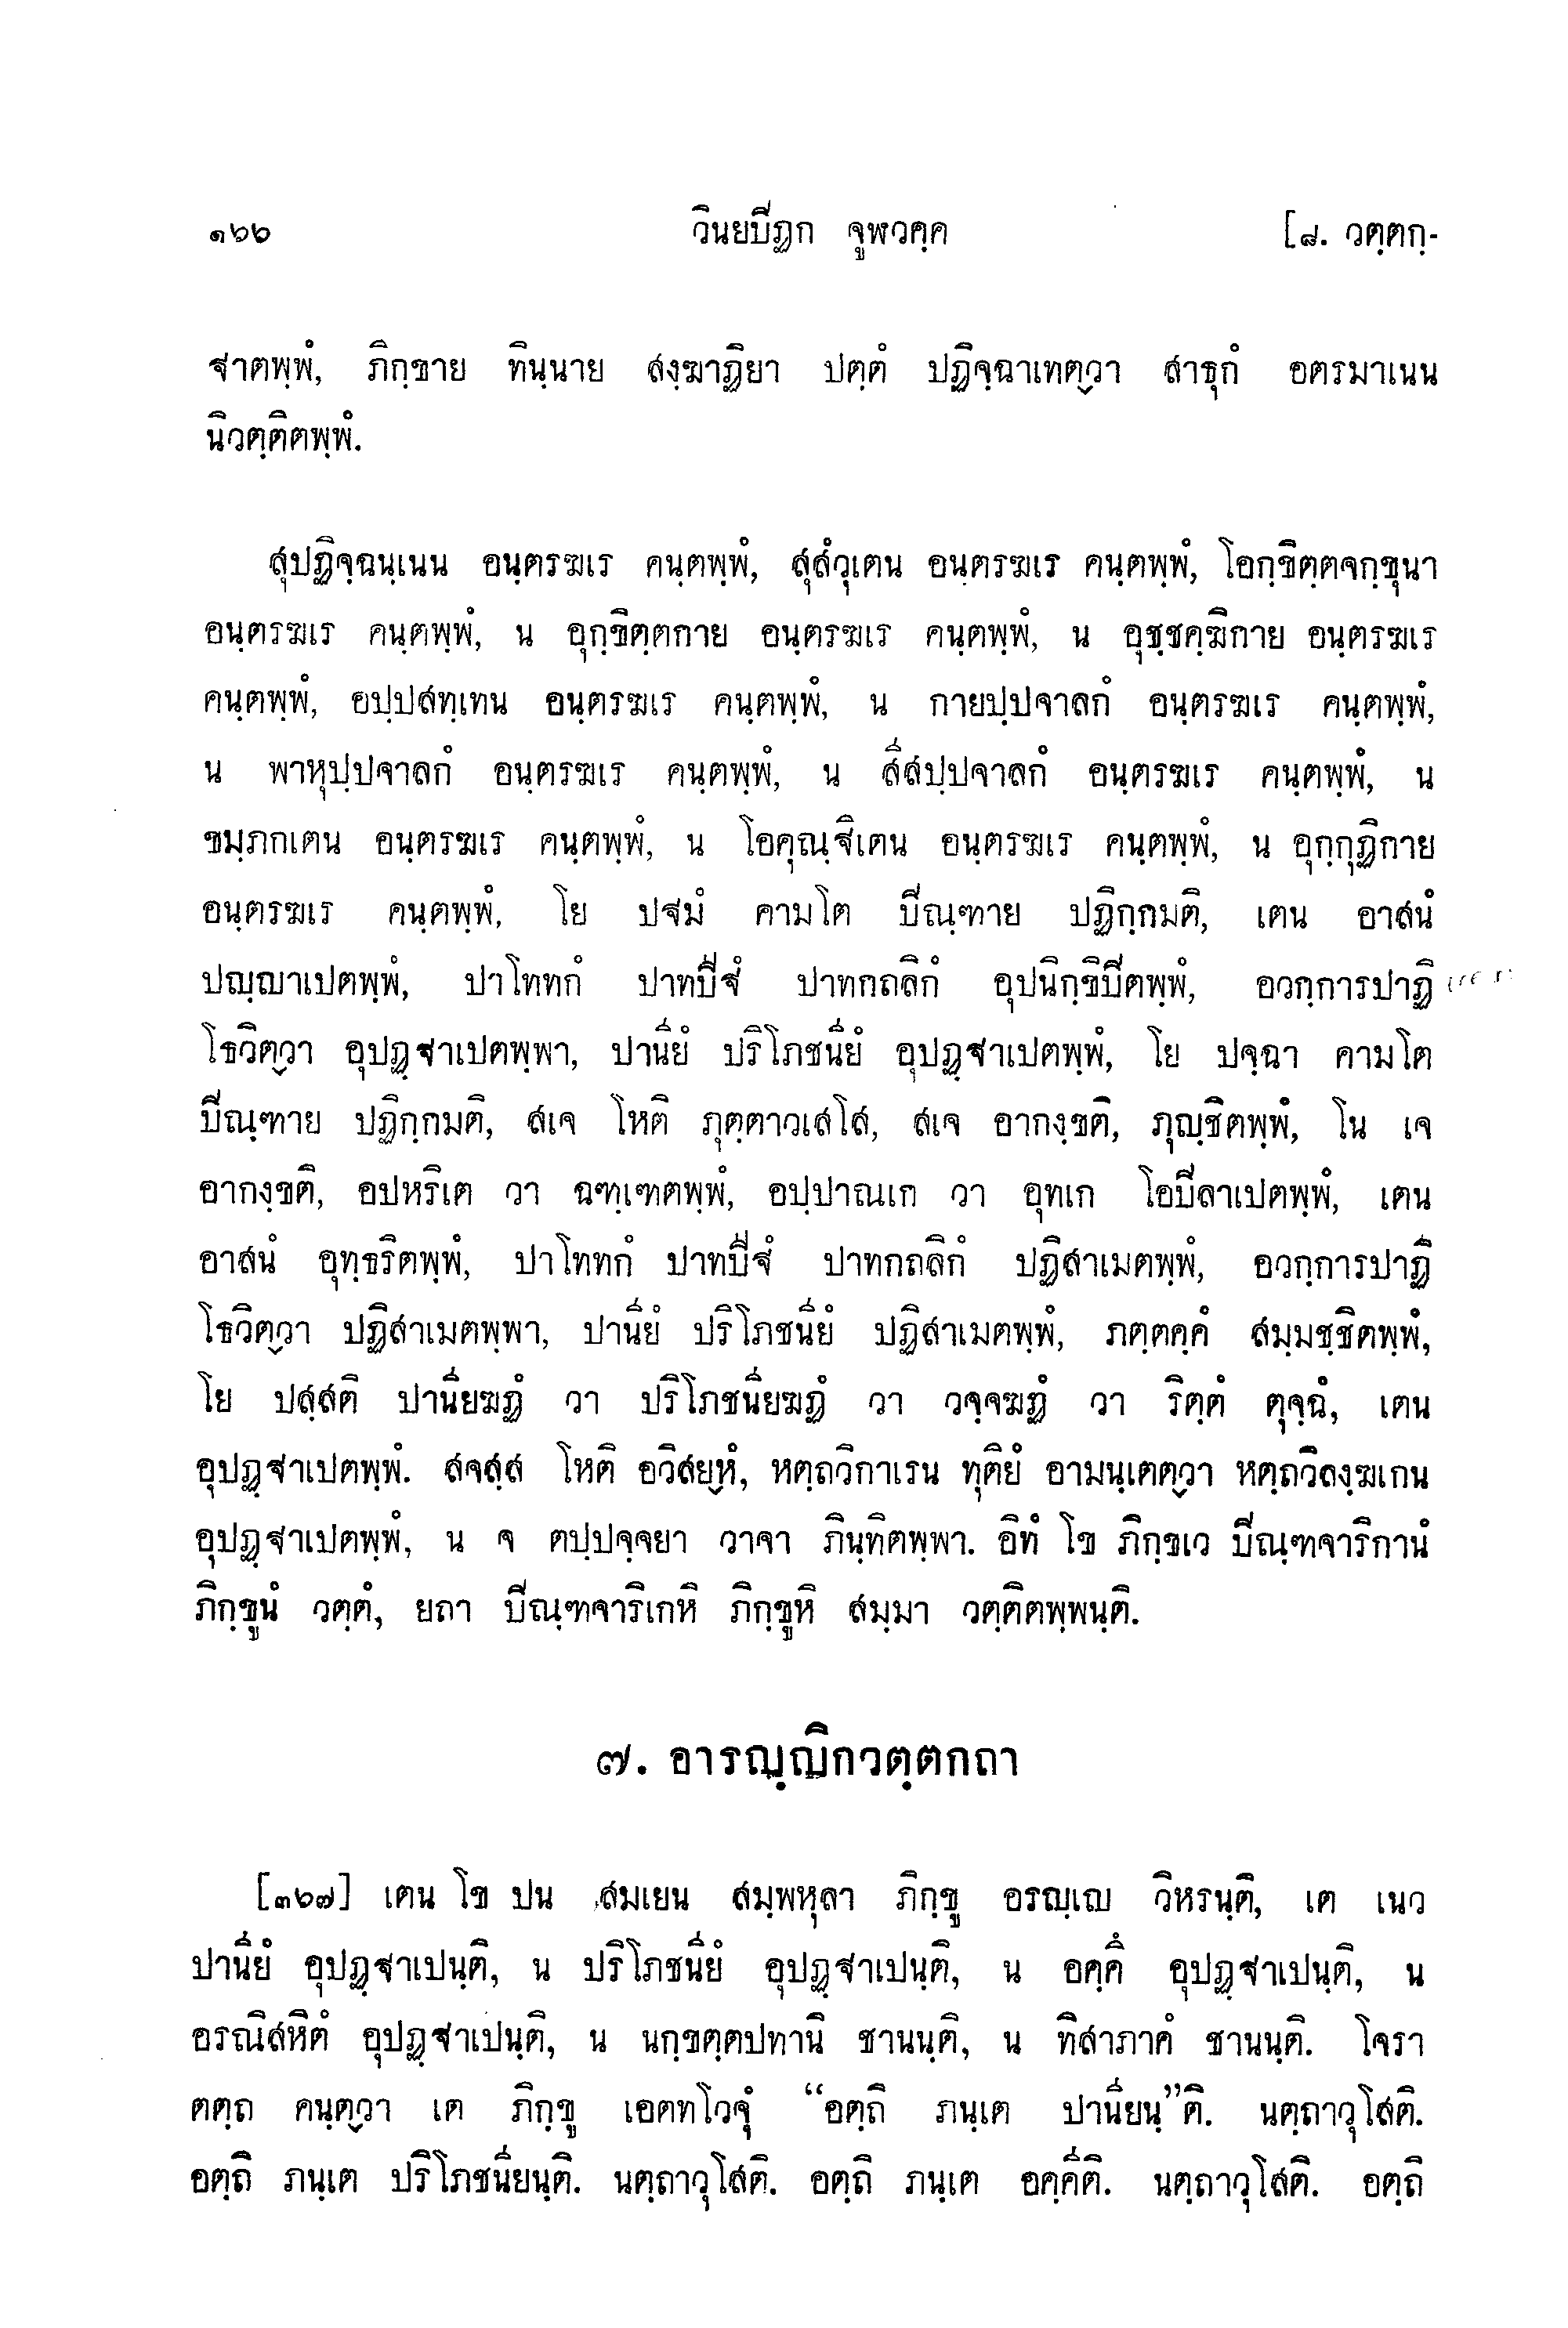 ๑๖๖ วินยปิฏก จูฬวคฺค [๘. วตฺตกฺ-
ฐาตพฺพํ, ภิกฺขาย ทินฺนาย สงฺฆาฏิยา ปตฺตํ ปฏิจฺฉาเทตฺวา สาธุกํ อตรมาเนน
นิวตฺติตพฺพํ.
สุปฏิจฺฉนฺเนน อนฺตรฆเร คนฺตพฺพํ, สุสํวุเตน อนฺตรฆเร คนฺตพฺพํ, โอกฺขิตฺตจกฺขุนา
อนฺตรฆเร คนฺตพฺพํ, น อุกฺขิตฺตกาย อนฺตรฆเร คนฺตพฺพํ, น อุชฺชคฺฆิกาย อนฺตรฆเร
คนฺตพฺพํ, อปฺปสทฺเทน อนฺตรฆเร คนฺตพฺพํ, น กายปฺปจาลกํ อนฺตรฆเร คนฺตพฺพํ,
น พาหุปฺปจาลกํ อนฺตรฆเร คนฺตพฺพํ, น สีสปฺปจาลกํ อนฺตรฆเร คนฺตพฺพํ, น
ขมฺภกเตน อนฺตรฆเร คนฺตพฺพํ, น โอคุณฺฐิเตน อนฺตรฆเร คนฺตพฺพํ, น อุกฺกุฏิกาย
อนฺตรฆเร คนฺตพฺพํ, โย ปฐมํ คามโต ปิณฺฑาย ปฏิกฺกมติ, เตน อาสนํ
ปญฺญาเปตพฺพํ, ปาโททกํ ปาทปีฐํ ปาทกถลิกํ อุปนิกฺขิปิตพฺพํ, อวกฺการปาฏิ
โธวิตฺวา อุปฏฺฐาเปตพฺพา, ปานียํ ปริโภชนียํ อุปฏฺฐาเปตพฺพํ, โย ปจฺฉา คามโต
ปิณฺฑาย ปฏิกฺกมติ, สเจ โหติ ภุตฺตาวเสโส, สเจ อากงฺขติ, ภุญฺชิตพฺพํ, โน เจ
อากงฺขติ, อปหริเต วา ฉฑฺเฑตพฺพํ, อปฺปาณเก วา อุทเก โอปิลาเปตพฺพํ, เตน
อาสนํ อุทฺธริตพฺพํ, ปาโททกํ ปาทปีฐํ ปาทกถลิกํ ปฏิสาเมตพฺพํ, อวกฺการปาฏิ
โธวิตฺวา ปฏิสาเมตพฺพา, ปานียํ ปริโภชนียํ ปฏิสาเมตพฺพํ, ภตฺตคฺคํ สมฺมชฺชิตพฺพํ,
โย ปสฺสติ ปานียฆฏํ วา ปริโภชนียฆฏํ วา วจฺจฆฏํ วา ริตฺตํ ตุจฺฉํ, เตน
อุปฏฺฐาเปตพฺพํ. สจสฺส โหติ อวิสยฺหํ, หตฺถวิกาเรน ทุติยํ อามนฺเตตฺวา หตฺถวิลงฺฆเกน
อุปฏฺฐาเปตพฺพํ, น จ ตปฺปจฺจยา วาจา ภินฺทิตพฺพา. อิทํ โข ภิกฺขเว ปิณฺฑจาริกานํ
ภิกฺขูนํ วตฺตํ, ยถา ปิณฺฑจาริเกหิ ภิกฺขูหิ สมฺมา วตฺติตพฺพนฺติ.
๗. อารญฺญิกวตฺตกถา
[๓๖๗] เตน โข ปน สมเยน สมฺพหุลา ภิกฺขู อรญฺเญ วิหรนฺติ, เต เนว
ปานียํ อุปฏฺฐาเปนฺติ, น ปริโภชนียํ อุปฏฺฐาเปนฺติ, น อคฺคึ อุปฏฺฐาเปนฺติ, น
อรณิสหิตํ อุปฏฺฐาเปนฺติ, น นกฺขตฺตปทานิ ชานนฺติ, น ทิสาภาคํ ชานนฺติ. โจรา
ตตฺถ คนฺตฺวา เต ภิกฺขู เอตทโวจุํ “อตฺถิ ภนฺเต ปานียนฺ”ติ. นตฺถาวุโสติ.
อตฺถิ ภนฺเต ปริโภชนียนฺติ. นตฺถาวุโสติ. อตฺถิ ภนฺเต อคฺคีติ. นตฺถาวุโสติ. อตฺถิ